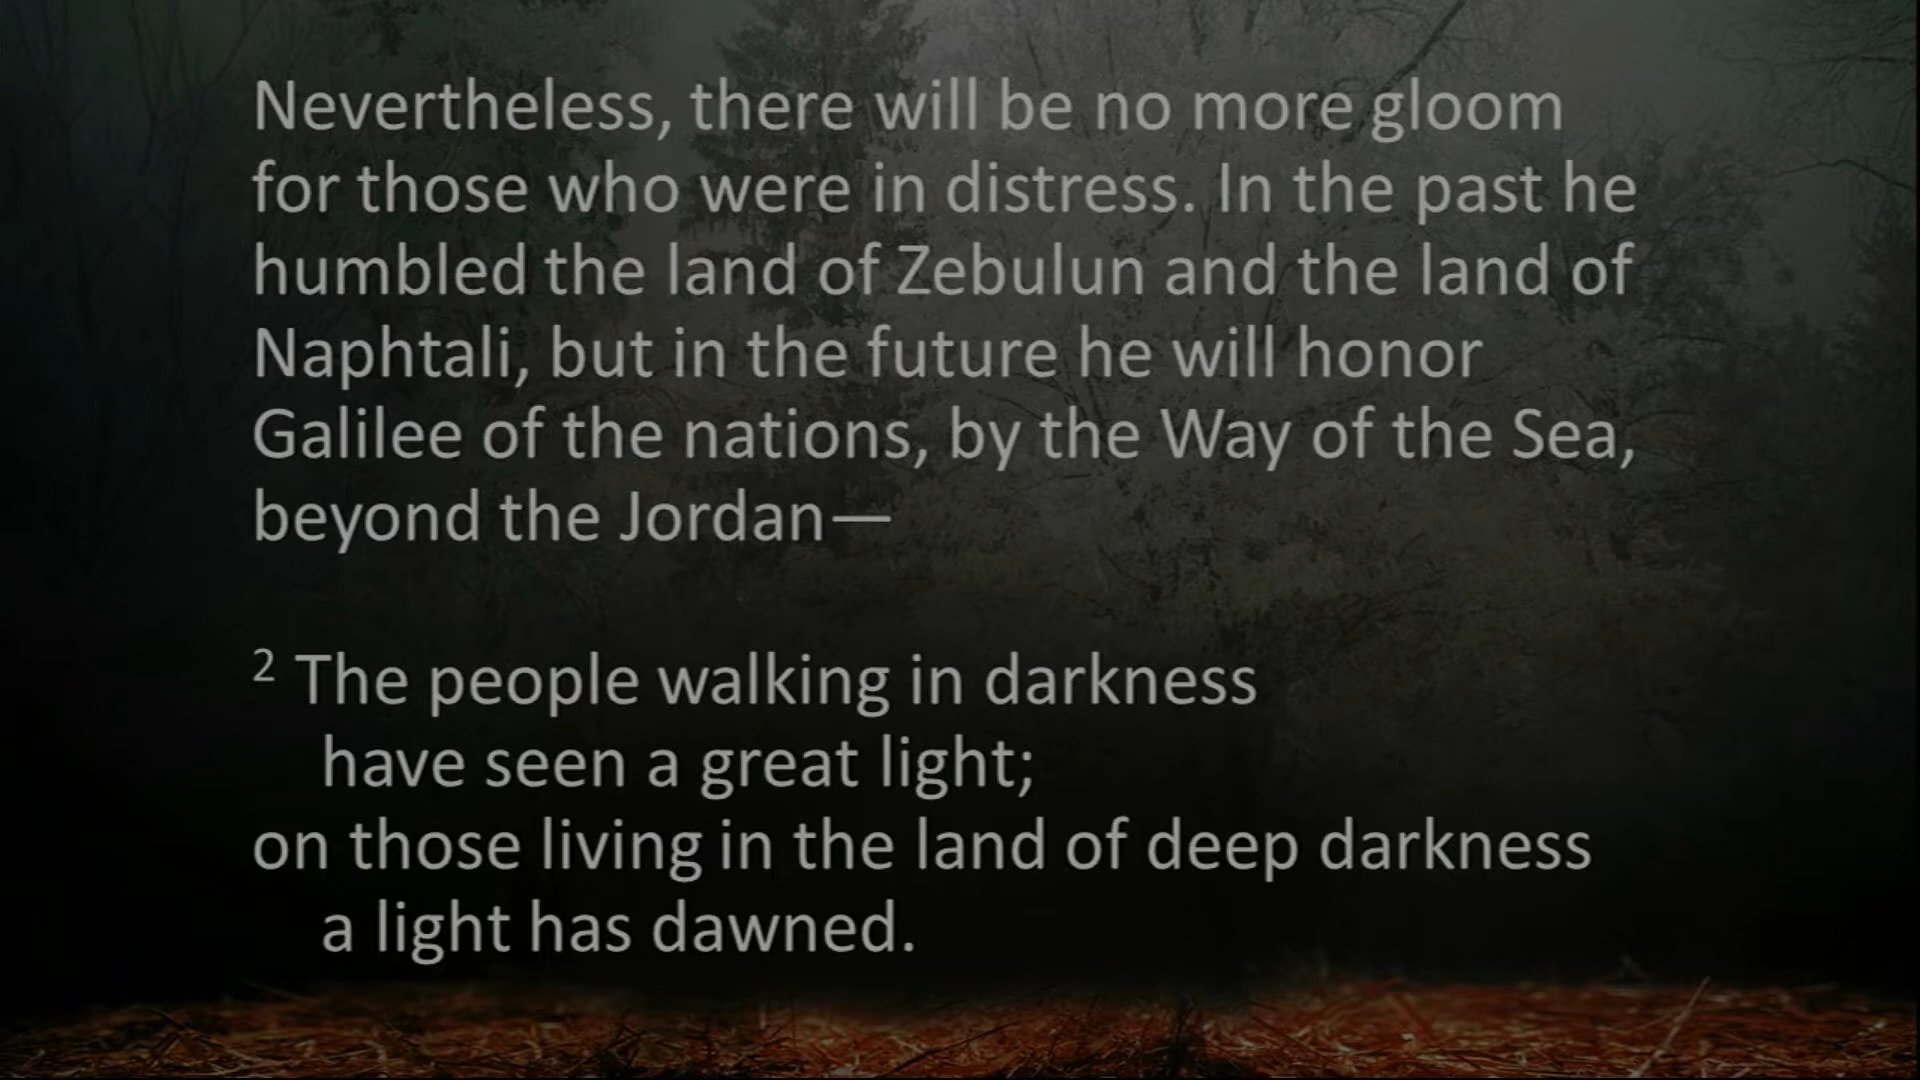 Nevertheless, there will be no more gloom
for those who were in distress. In the past he
humbled the land of Zebulun and the land of
Naphtali, but in the future he will honor
Galilee of the nations, by the Way of the Sea,
beyond the Jordan—
2 The people walking in darkness
have seen a great light;
on those living in the land of deep darkness
a light has dawned.